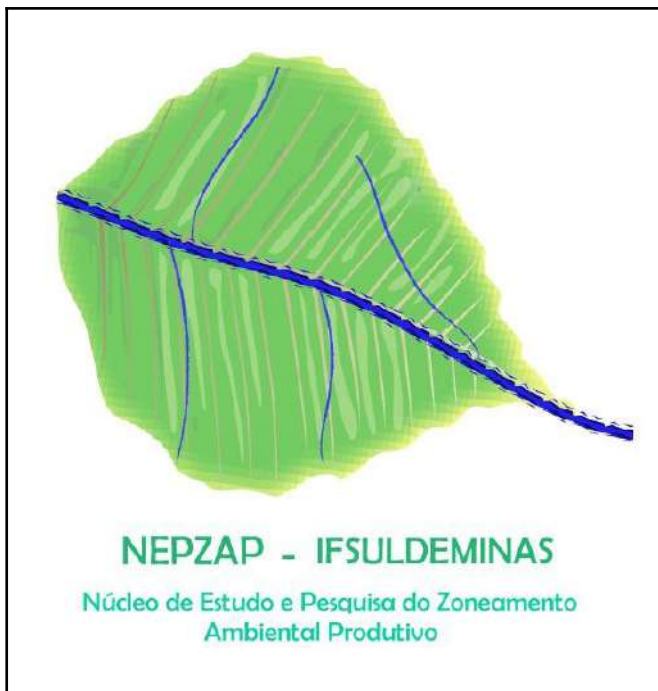 NEPZAP - IFSULDEMINAS
Núcleo de Estudo e Pesquisa do Zoneamento
Ambiental Produtivo